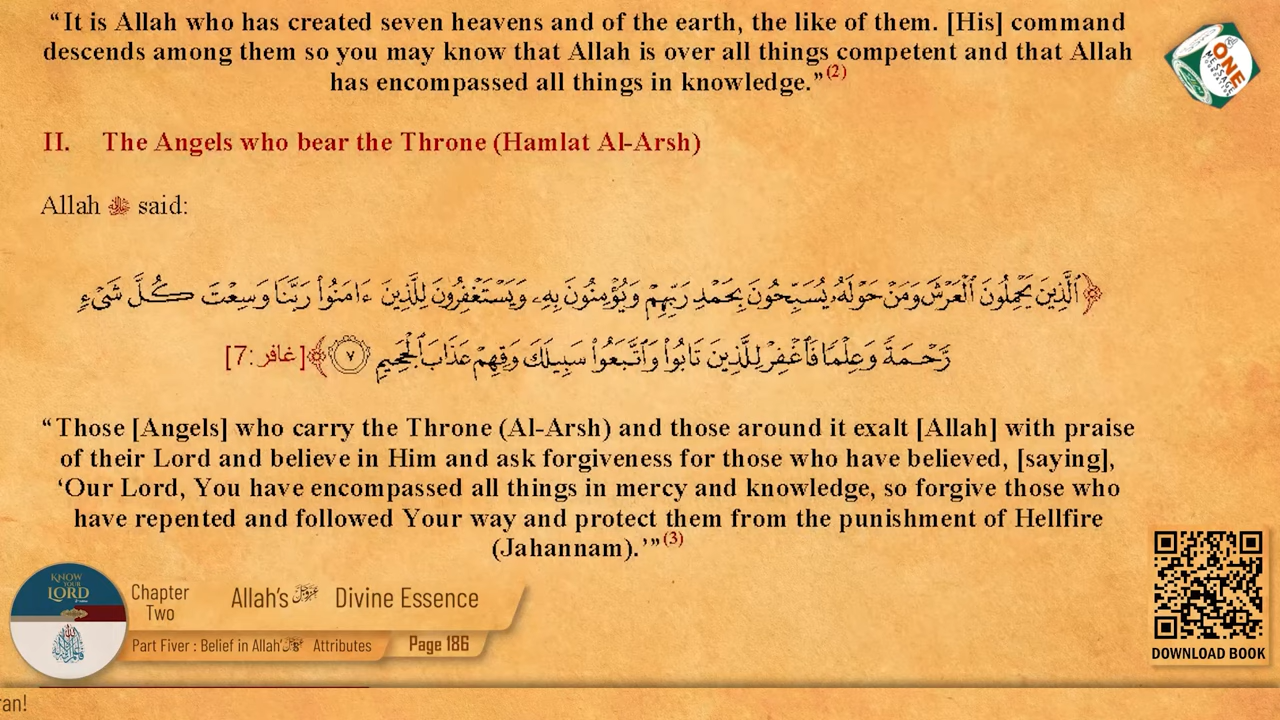 “It is Allah who has created seven heavens and of the earth, the like of them. [His] command
descends among them so you may know that Allah is over all things competent and that Allah
has encompassed all things in knowledge.”(2)
ONE
MESSAGE
FOUNDATION
II. The Angels who bear the Throne (Hamlat Al-Arsh)
Allah said:
﴿ٱلَّذِينَ يَحْمِلُونَ ٱلْعَرْشَ وَمَنْ حَوْلَهُۥ يُسَبِّحُونَ بِحَمْدِ رَبِّهِمْ وَيُؤْمِنُونَ بِهِۦ وَيَسْتَغْفِرُونَ لِلَّذِينَ ءَامَنُوا۟ رَبَّنَا وَسِعْتَ كُلَّ شَىْءٍ
رَّحْمَةً وَعِلْمًا فَٱغْفِرْ لِلَّذِينَ تَابُوا۟ وَٱتَّبَعُوا۟ سَبِيلَكَ وَقِهِمْ عَذَابَ ٱلْجَحِيمِ ٧﴾ [غافر: 7]
“Those [Angels] who carry the Throne (Al-Arsh) and those around it exalt [Allah] with praise
of their Lord and believe in Him and ask forgiveness for those who have believed, [saying],
‘Our Lord, You have encompassed all things in mercy and knowledge, so forgive those who
have repented and followed Your way and protect them from the punishment of Hellfire
(Jahannam).’”(3)
KNOW
YOUR
LORD
Chapter
Two
Allah’s عز وجل Divine Essence
Part Fiver : Belief in Allah’s Attributes
Page 186
DOWNLOAD BOOK
ran!